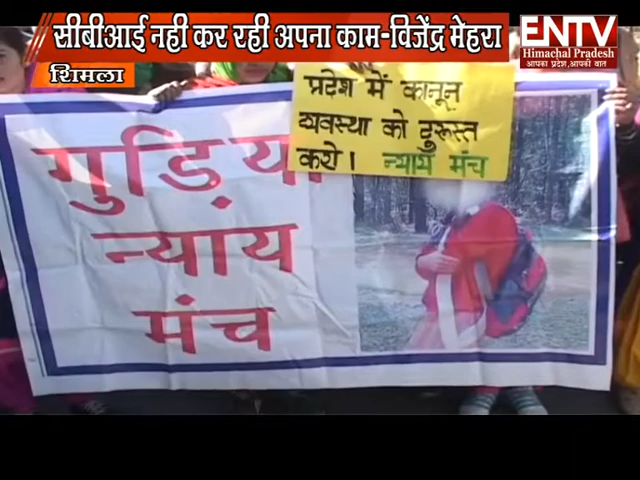 सीबीआई नही कर रही अपना काम-विजेंद्र मेहरा
शिमला
ENTV
Himachal Pradesh
आपका प्रदेश,आपकी बात
प्रदेश में कानून
व्यवस्था को दुरूस्त
करो। न्याय मंच
गुड़िया
न्यांय
मंच